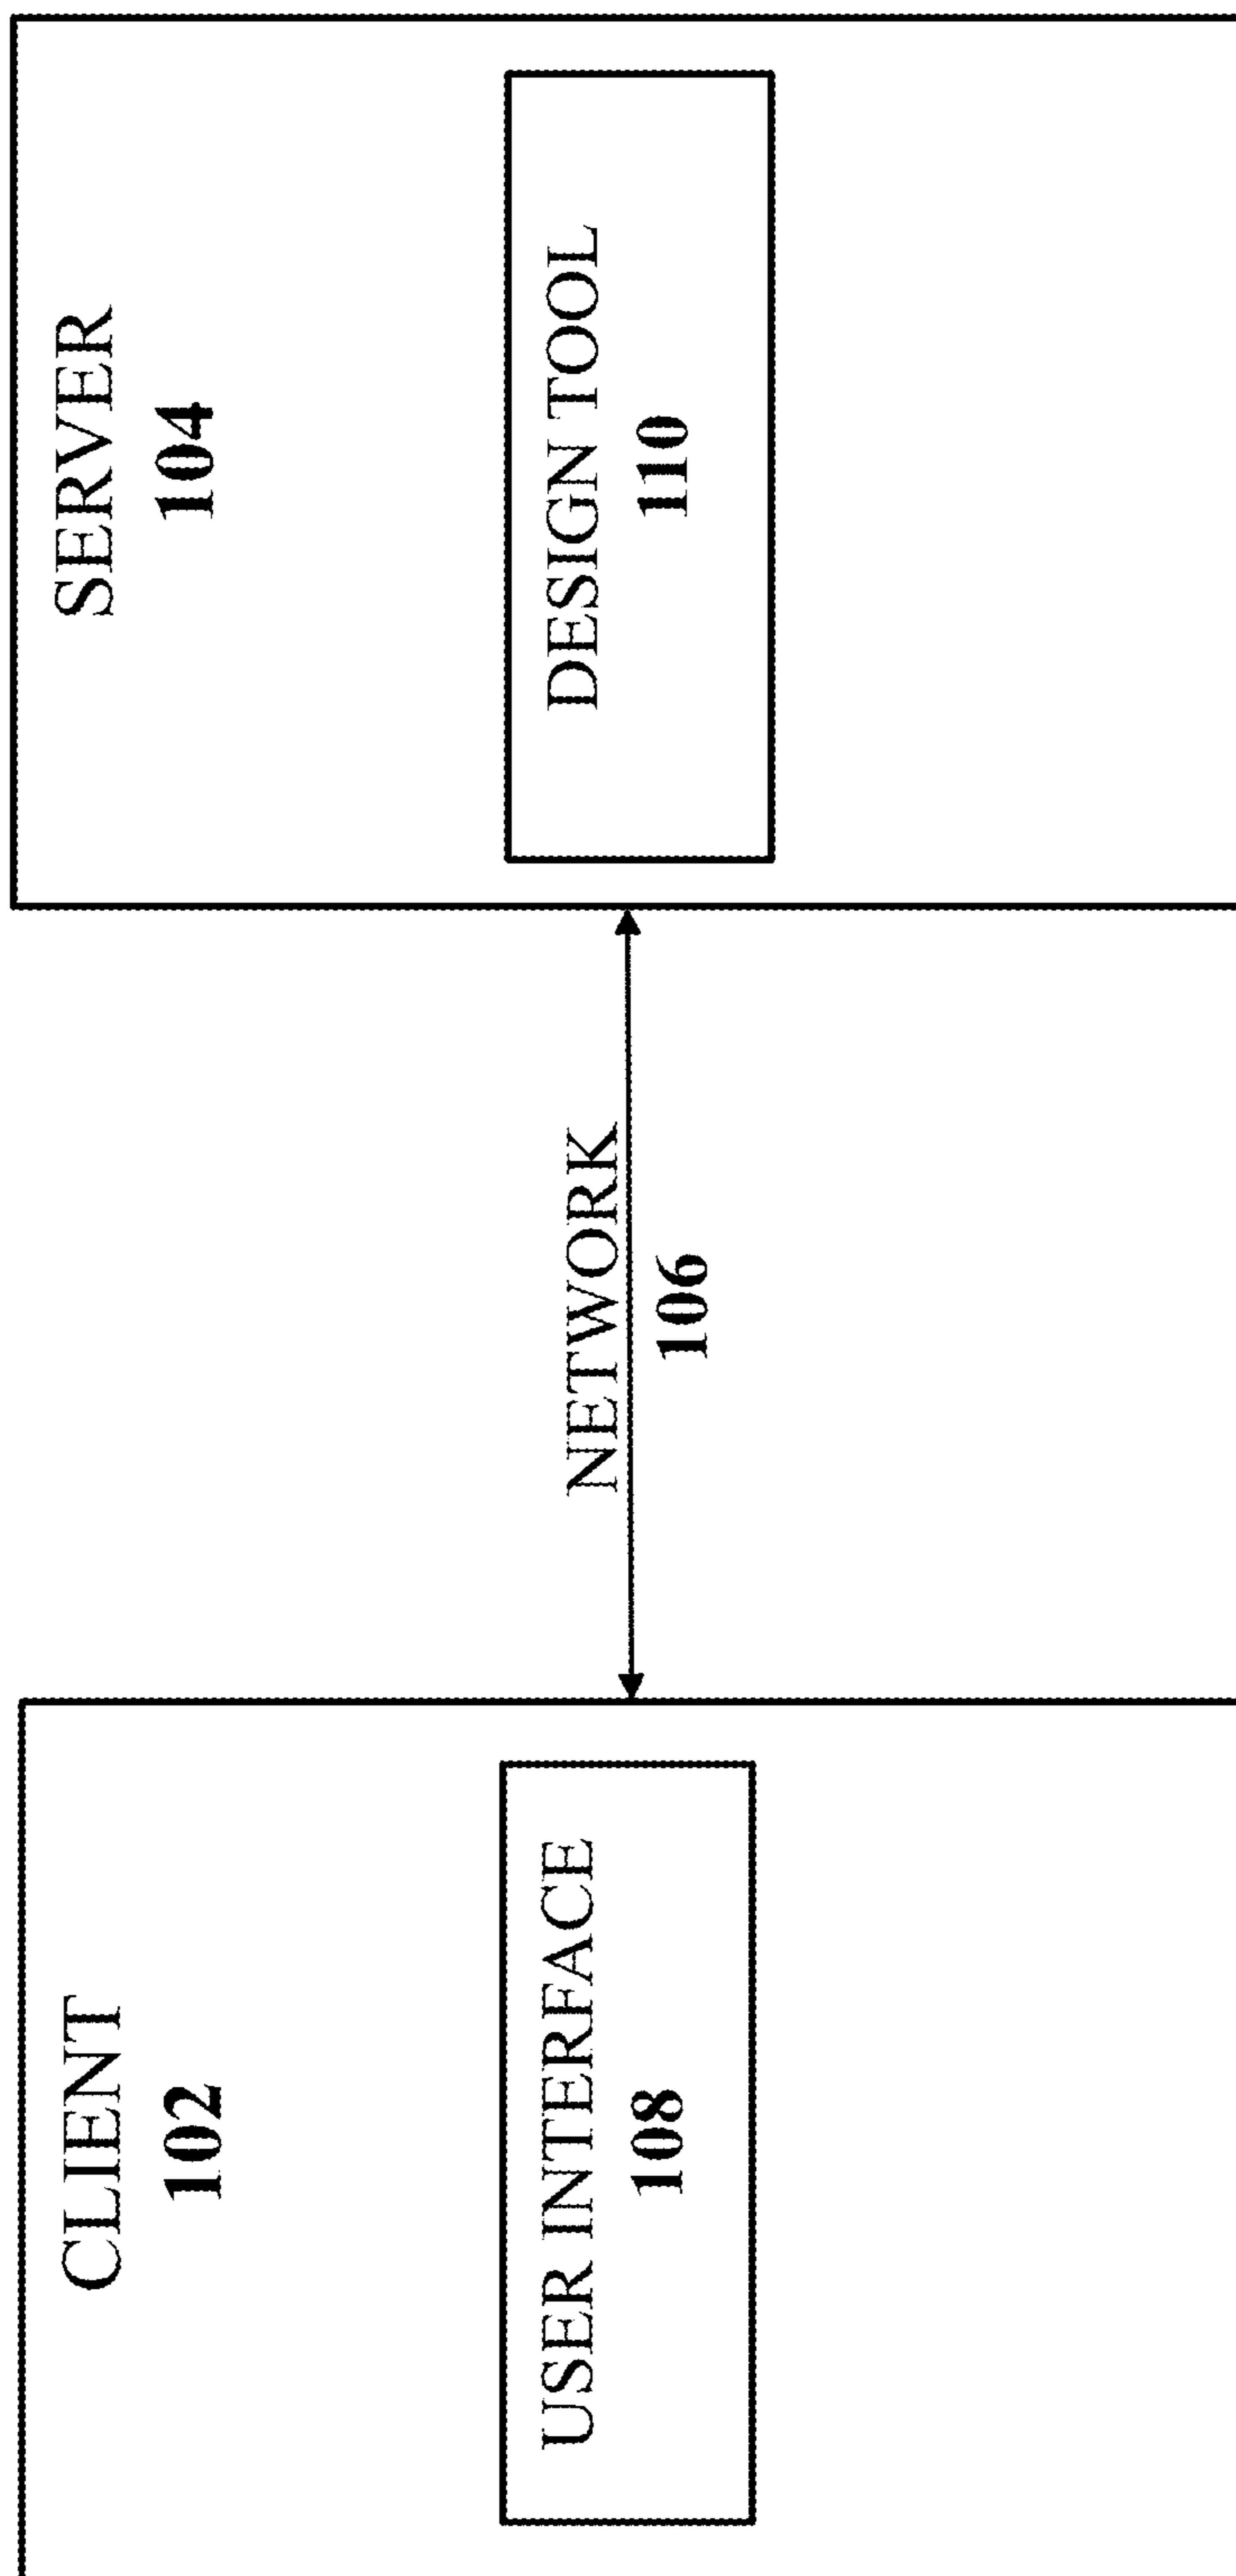 CLIENT
102
USER INTERFACE
108
NETWORK
106
SERVER
104
DESIGN TOOL
110